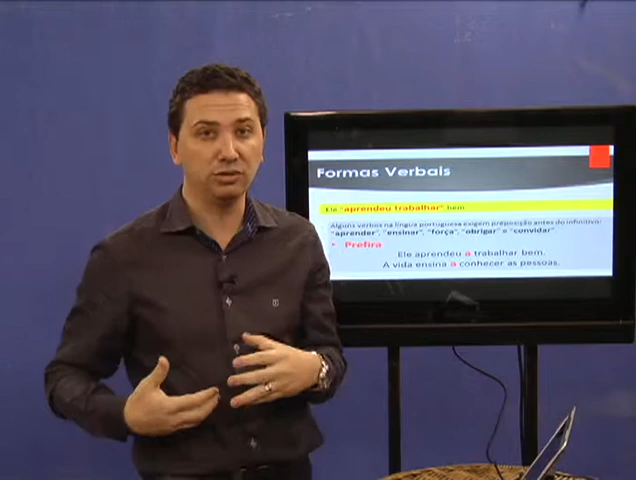 Formas Verbais
Ele "aprendeu trabalhar" bem
Alguns verbos na língua portuguesa exigem preposição antes do infinitivo:
"aprender", "ensinar", "força", "obrigar" e "convidar".
• Prefira
Ele aprendeu a trabalhar bem.
A vida ensina a conhecer as pessoas.